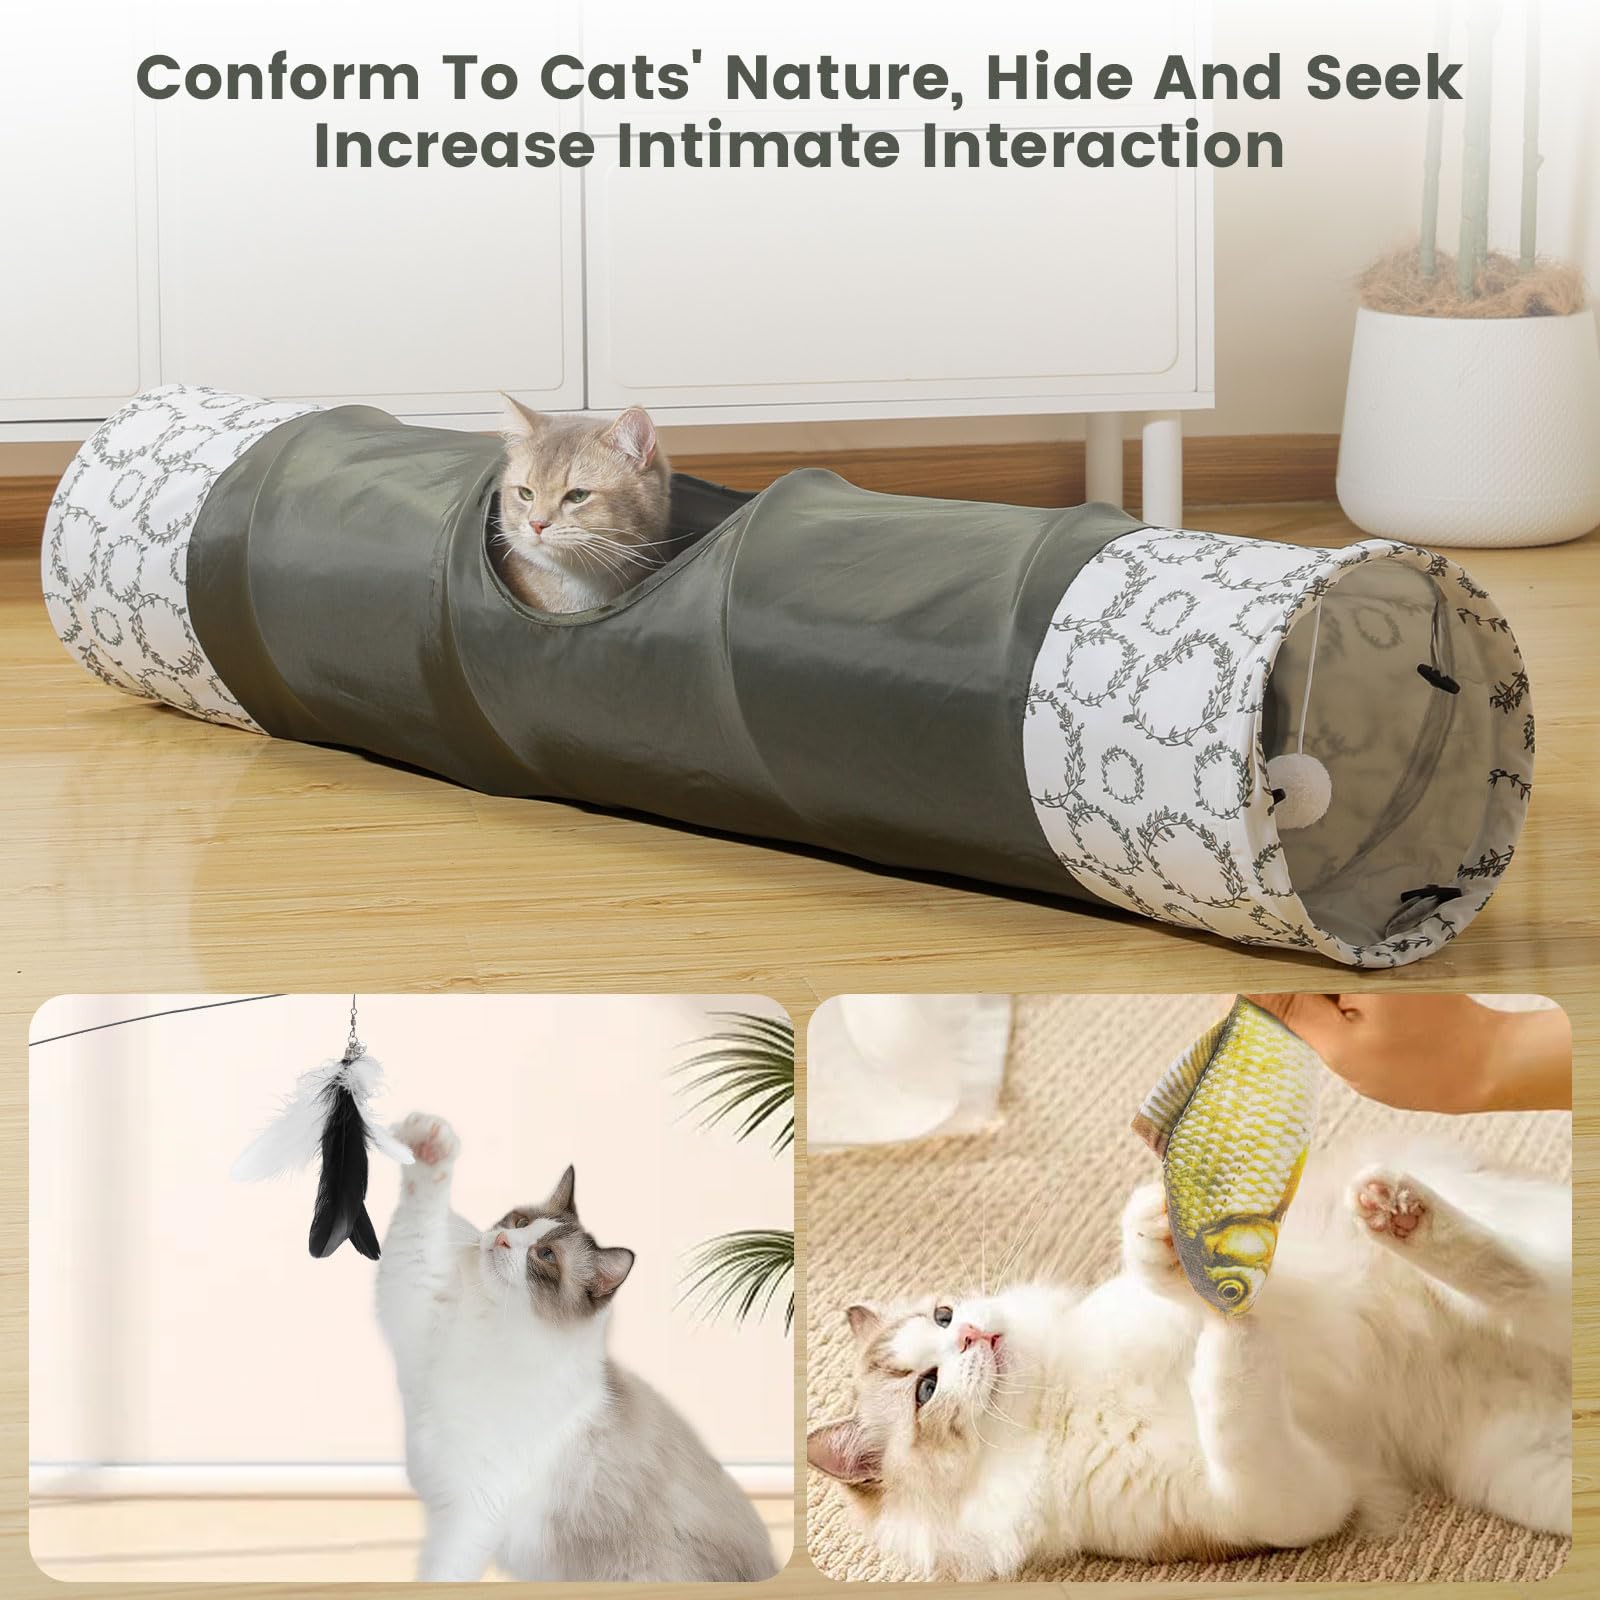 Conform To Cats' Nature, Hide And Seek
Increase Intimate Interaction